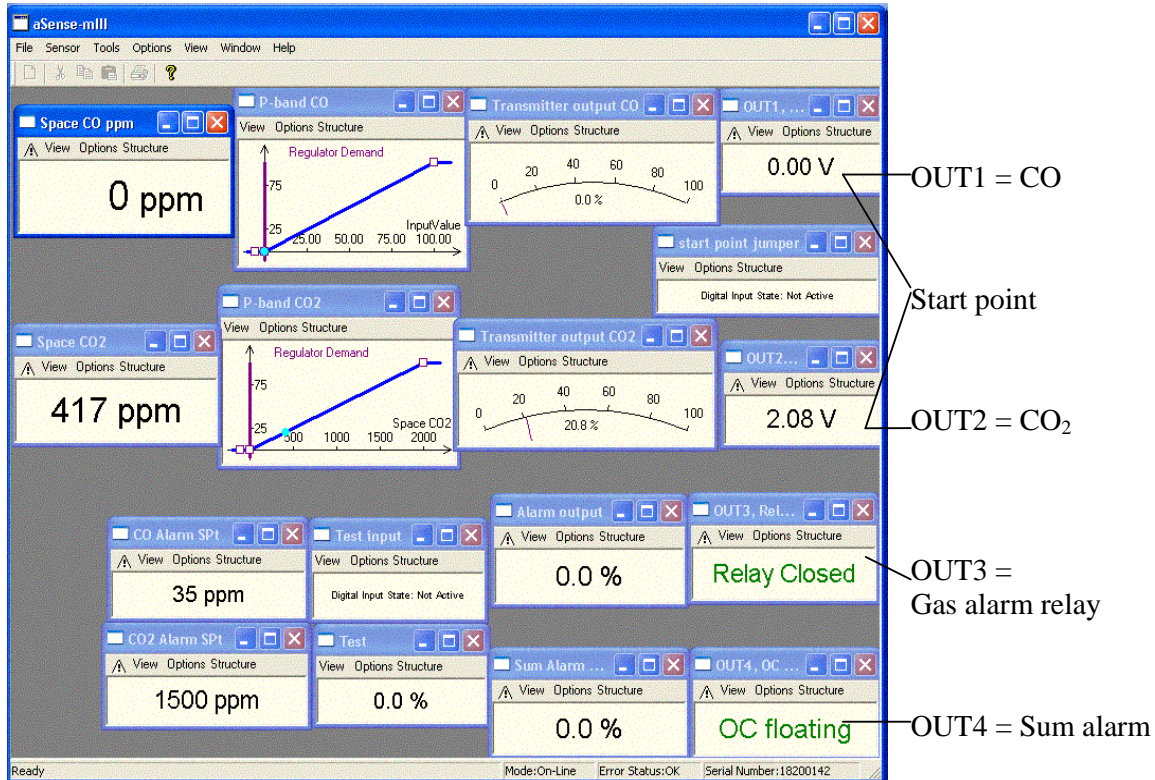 aSense-mIII
File Sensor Tools Options View Window Help
Space CO ppm
View Options Structure
0 ppm
P-band CO
View Options Structure
Regulator Demand
75
25
InputValue
25.00 50.00 75.00 100.00
Transmitter output CO
View Options Structure
0 20 40 60 80 100
0.0 %
OUT1, ...
View Options Structure
0.00 V
OUT1 = CO
start point jumper
View Options Structure
Digital Input State: Not Active
Start point
Space CO2
View Options Structure
417 ppm
P-band CO2
View Options Structure
Regulator Demand
75
25
Space CO2
500 1000 1500 2000
Transmitter output CO2
View Options Structure
0 20 40 60 80 100
20.8 %
OUT2...
View Options Structure
2.08 V
OUT2 = CO₂
CO Alarm SPt
View Options Structure
35 ppm
Test input
View Options Structure
Digital Input State: Not Active
Alarm output
View Options Structure
0.0 %
OUT3, Rel...
View Options Structure
Relay Closed
OUT3 =
Gas alarm relay
CO2 Alarm SPt
View Options Structure
1500 ppm
Test
View Options Structure
0.0 %
Sum Alarm ...
View Options Structure
0.0 %
OUT4, OC ...
View Options Structure
OC floating
OUT4 = Sum alarm
Ready
Mode:On-Line Error Status:OK Serial Number:18200142